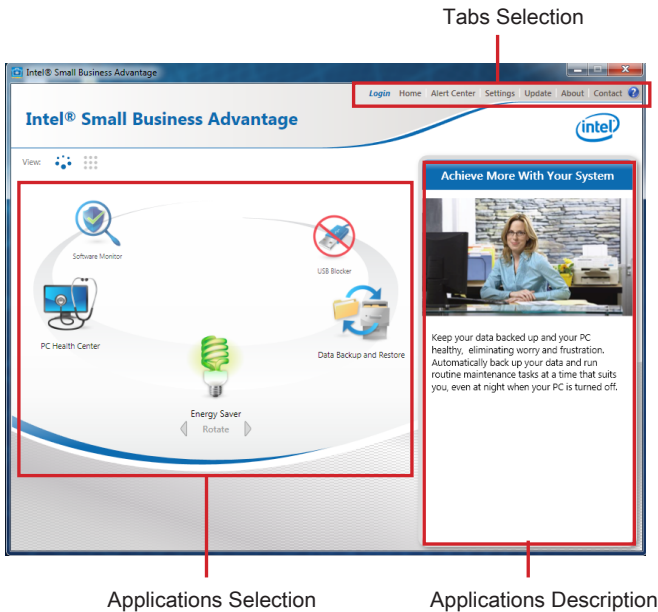 Tabs Selection
Intel® Small Business Advantage
Login Home Alert Center Settings Update About Contact ?
Intel® Small Business Advantage
intel
View:
Achieve More With Your System
Software Monitor
USB Blocker
PC Health Center
Data Backup and Restore
Energy Saver
Rotate
Keep your data backed up and your PC
healthy, eliminating worry and frustration.
Automatically back up your data and run
routine maintenance tasks at a time that suits
you, even at night when your PC is turned off.
Applications Selection
Applications Description